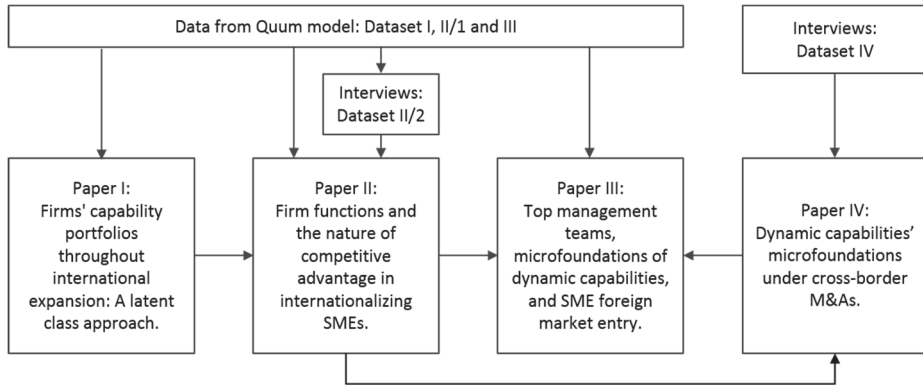 Data from Quum model: Dataset I, II/1 and III
Interviews:
Dataset IV
Interviews:
Dataset II/2
Paper I:
Firms' capability
portfolios
throughout
international
expansion: A latent
class approach.
Paper II:
Firm functions and
the nature of
competitive
advantage in
internationalizing
SMEs.
Paper III:
Top management
teams,
microfoundations of
dynamic capabilities,
and SME foreign
market entry.
Paper IV:
Dynamic capabilities’
microfoundations
under cross-border
M&As.